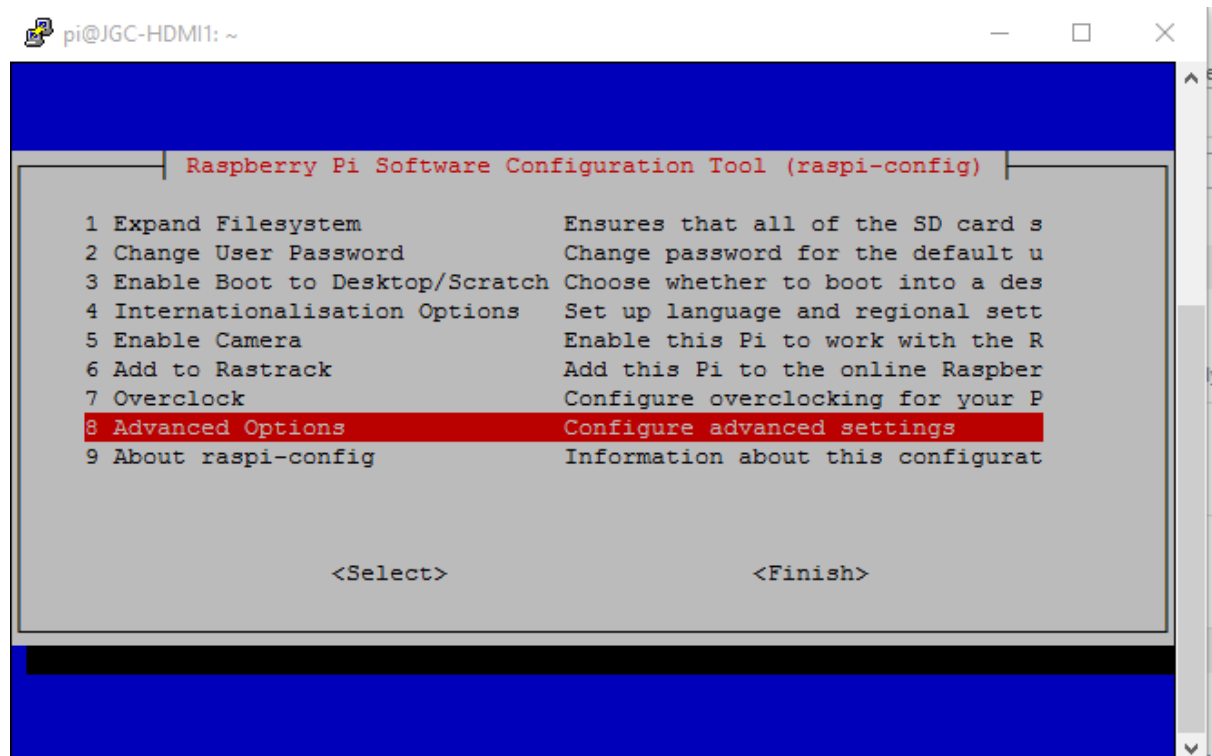 pi@JGC-HDMI1: ~
Raspberry Pi Software Configuration Tool (raspi-config)
1 Expand Filesystem Ensures that all of the SD card s
2 Change User Password Change password for the default u
3 Enable Boot to Desktop/Scratch Choose whether to boot into a des
4 Internationalisation Options Set up language and regional sett
5 Enable Camera Enable this Pi to work with the R
6 Add to Rastrack Add this Pi to the online Raspber
7 Overclock Configure overclocking for your P
8 Advanced Options Configure advanced settings
9 About raspi-config Information about this configurat
<Select> <Finish>